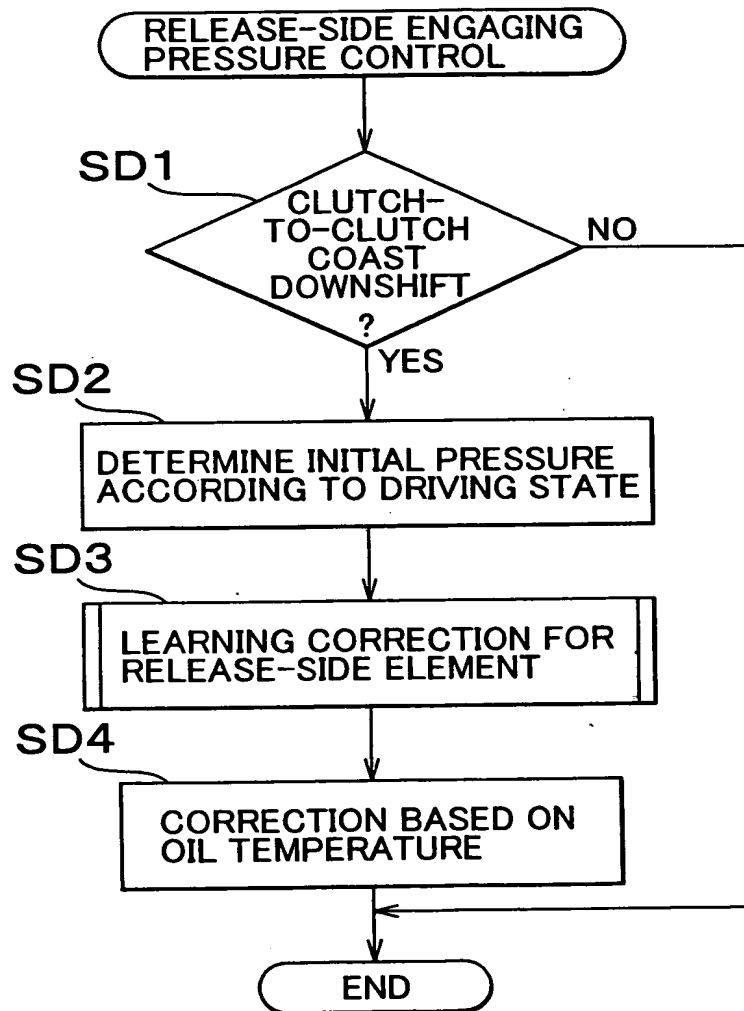 RELEASE-SIDE ENGAGING
PRESSURE CONTROL
SD1
CLUTCH-
TO-CLUTCH
COAST
DOWNSHIFT
?
NO
YES
SD2
DETERMINE INITIAL PRESSURE
ACCORDING TO DRIVING STATE
SD3
LEARNING CORRECTION FOR
RELEASE-SIDE ELEMENT
SD4
CORRECTION BASED ON
OIL TEMPERATURE
END